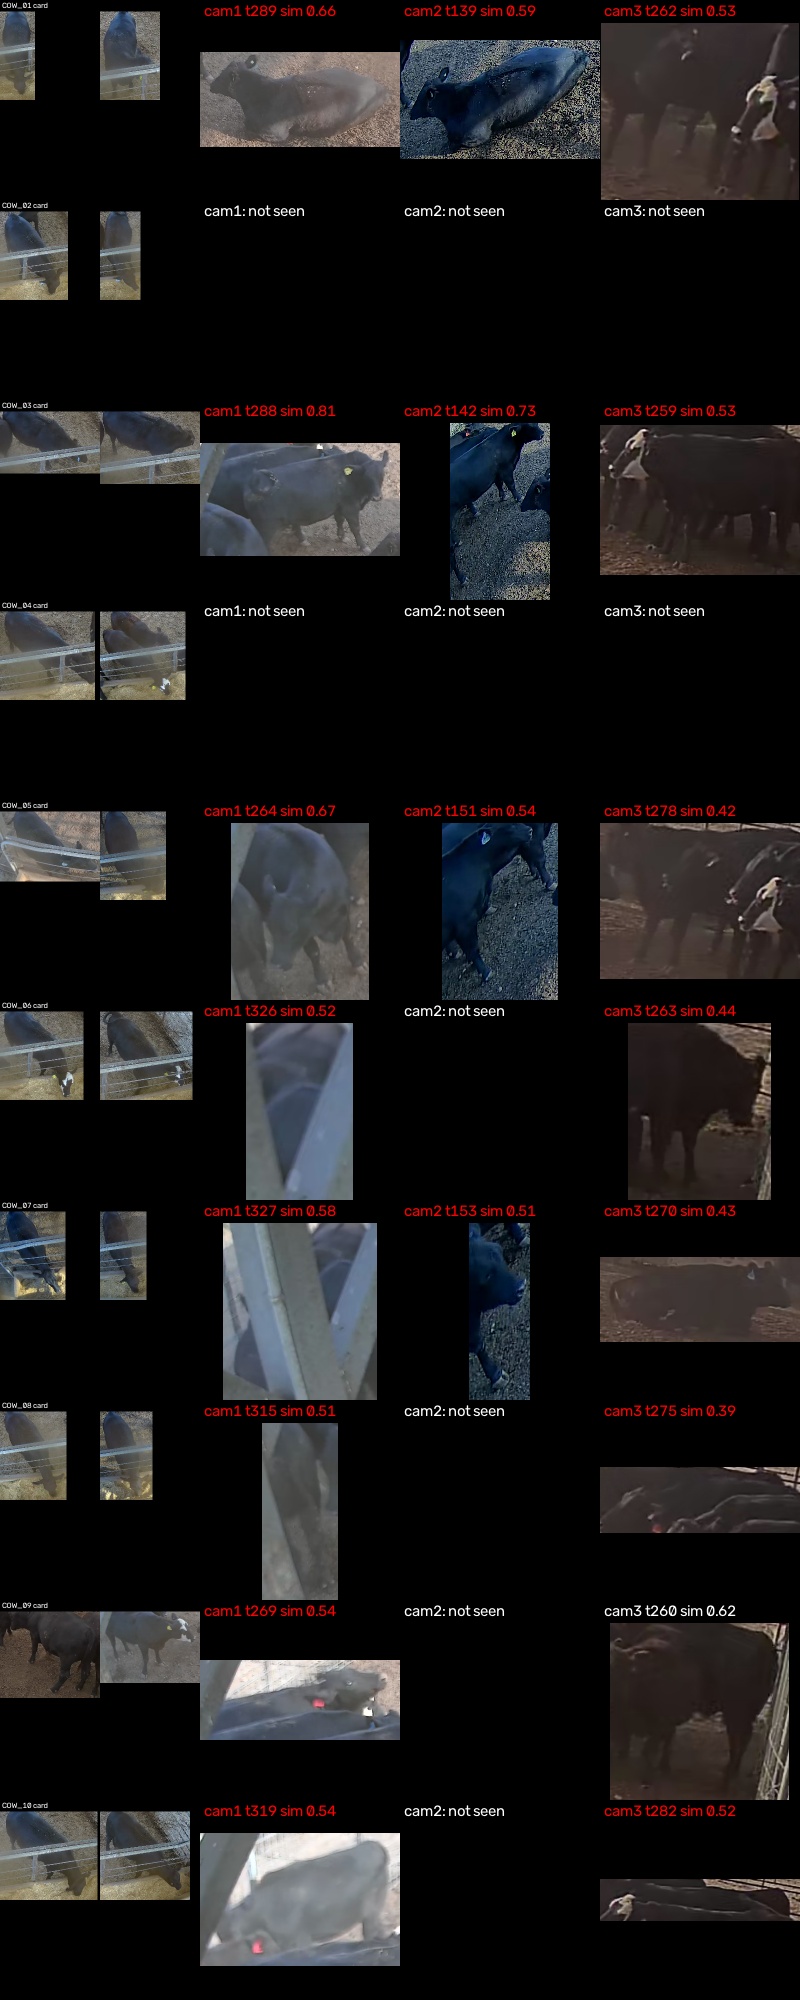 COW_01 card
cam1 t289 sim 0.66
cam2 t139 sim 0.59
cam3 t262 sim 0.53
COW_02 card
cam1: not seen
cam2: not seen
cam3: not seen
COW_03 card
cam1 t288 sim 0.81
cam2 t142 sim 0.73
cam3 t259 sim 0.53
COW_04 card
cam1: not seen
cam2: not seen
cam3: not seen
COW_05 card
cam1 t264 sim 0.67
cam2 t151 sim 0.54
cam3 t278 sim 0.42
COW_06 card
cam1 t326 sim 0.52
cam2: not seen
cam3 t263 sim 0.44
COW_07 card
cam1 t327 sim 0.58
cam2 t153 sim 0.51
cam3 t270 sim 0.43
COW_08 card
cam1 t315 sim 0.51
cam2: not seen
cam3 t275 sim 0.39
COW_09 card
cam1 t269 sim 0.54
cam2: not seen
cam3 t260 sim 0.62
COW_10 card
cam1 t319 sim 0.54
cam2: not seen
cam3 t282 sim 0.52